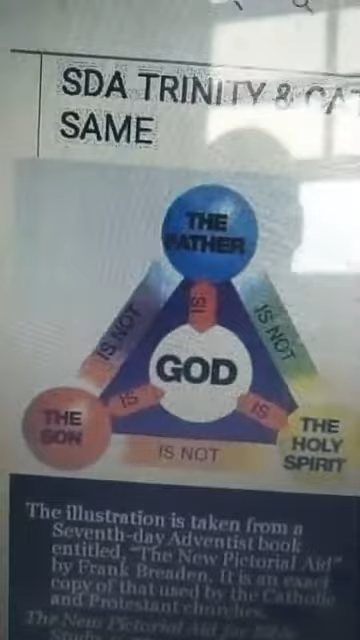 SDA TRINITY &
SAME
THE
FATHER
IS NOT
IS
IS NOT
GOD
IS
IS
THE
SON
IS NOT
THE
HOLY
SPIRIT
The illustration is taken from a
Seventh-day Adventist book
entitled, "The New Pictorial Aid"
by Frank Breaden. It is an exact
copy of that used by the Catholic
and Protestant churches.
The New Pictorial Aid for